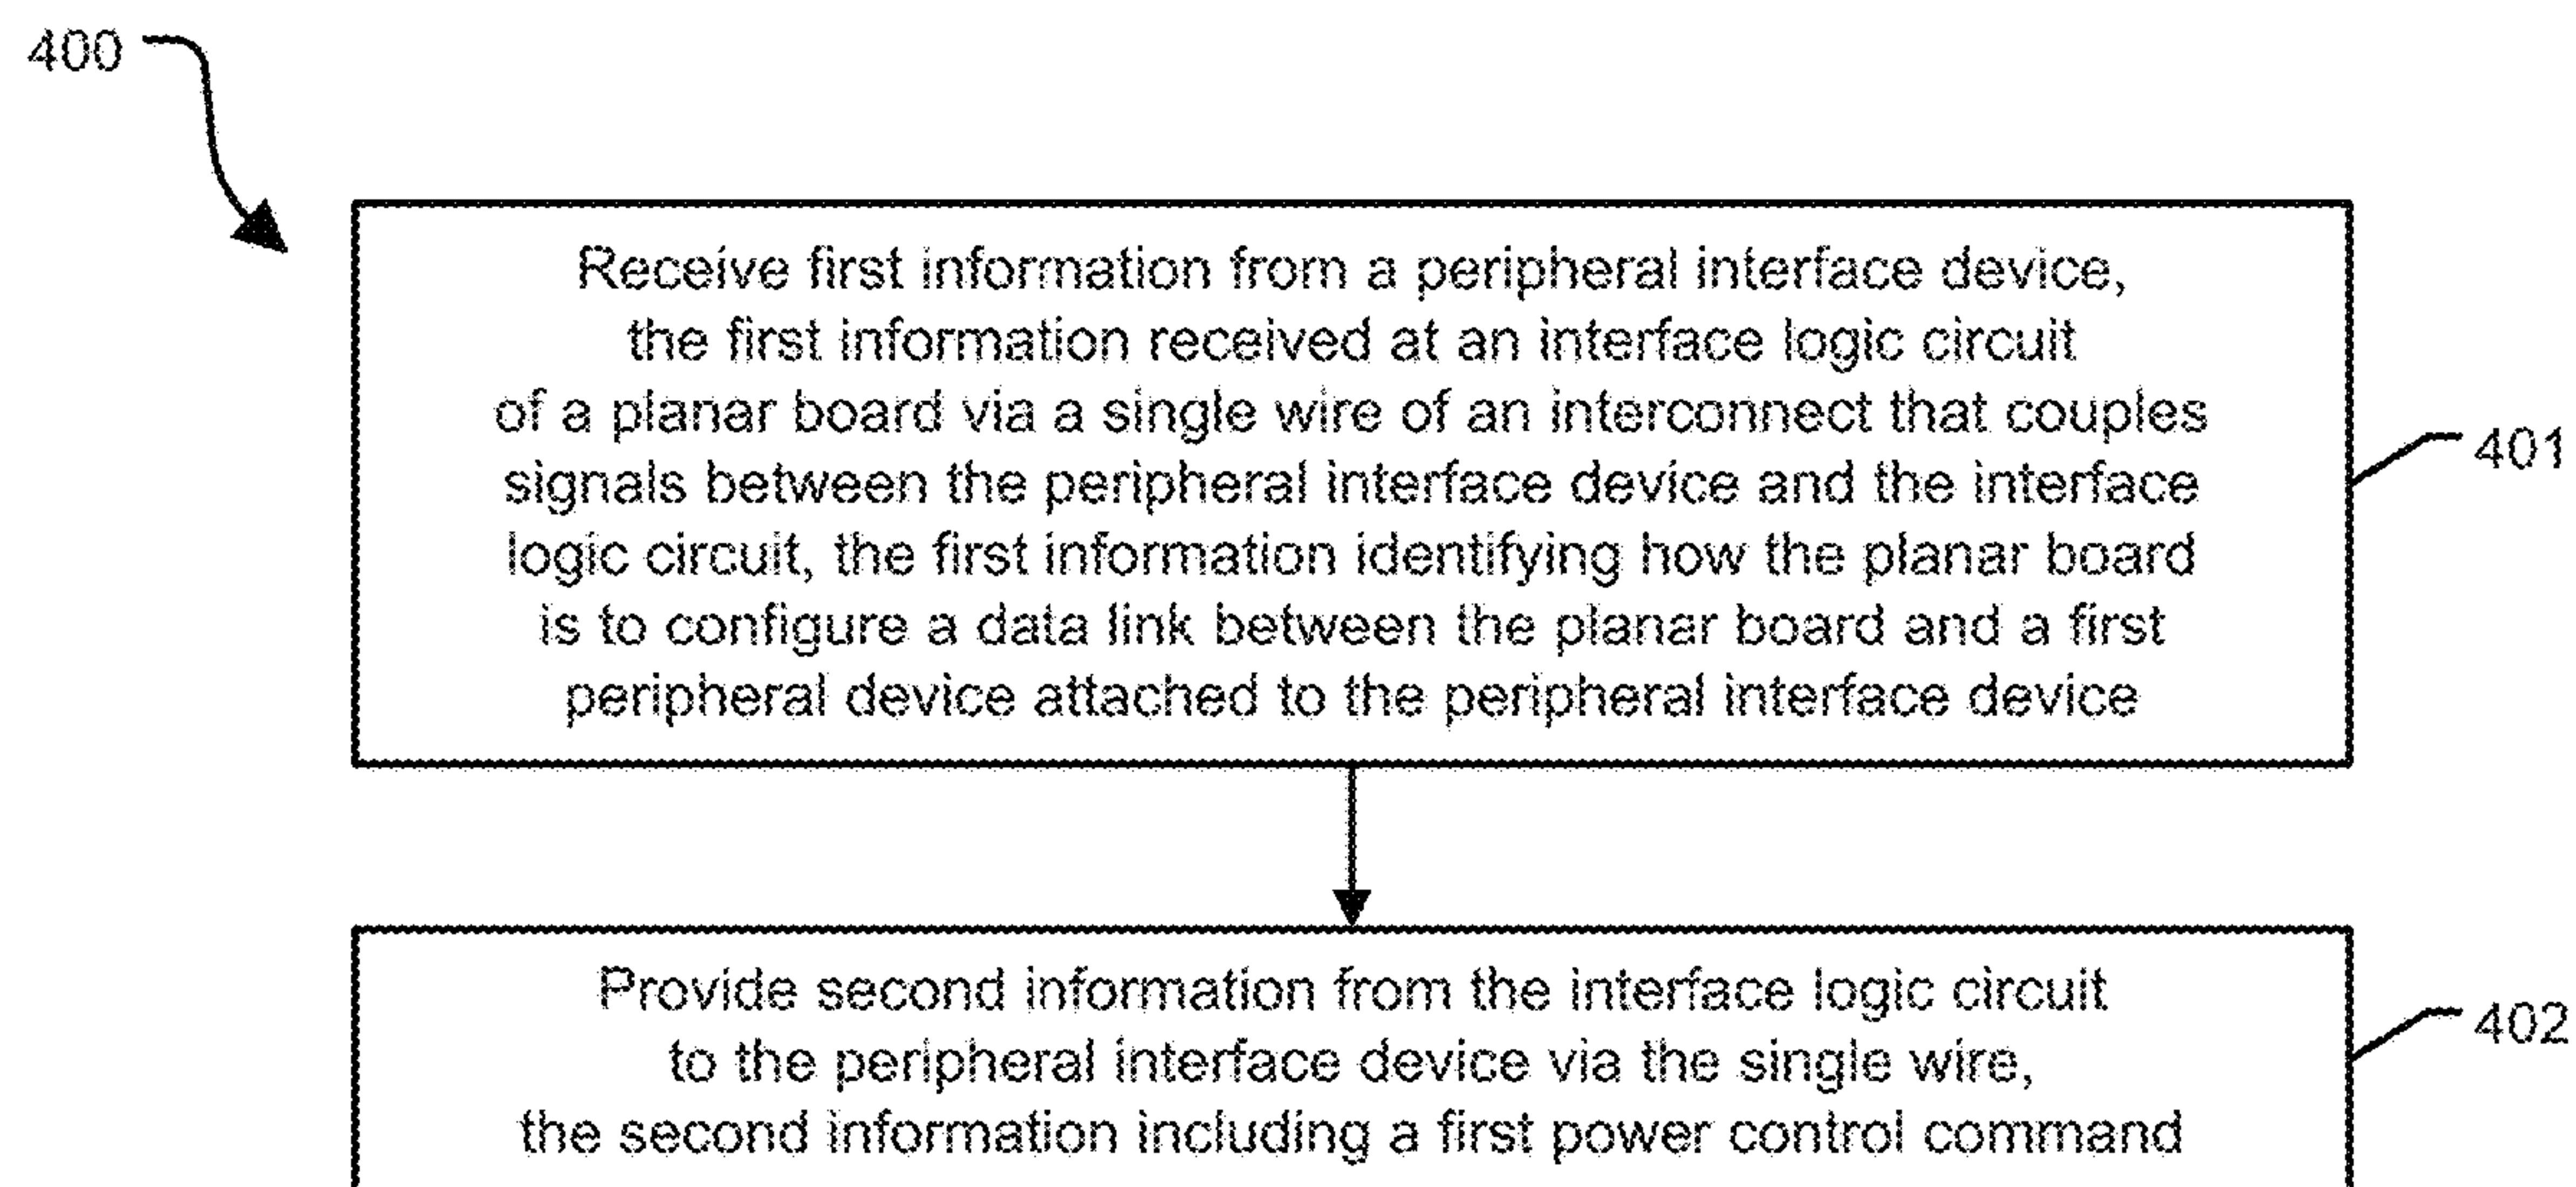 400
Receive first information from a peripheral interface device,
the first information received at an interface logic circuit
of a planar board via a single wire of an interconnect that couples
signals between the peripheral interface device and the interface
logic circuit, the first information identifying how the planar board
is to configure a data link between the planar board and a first
peripheral device attached to the peripheral interface device
401
Provide second information from the interface logic circuit
to the peripheral interface device via the single wire,
the second information including a first power control command
402